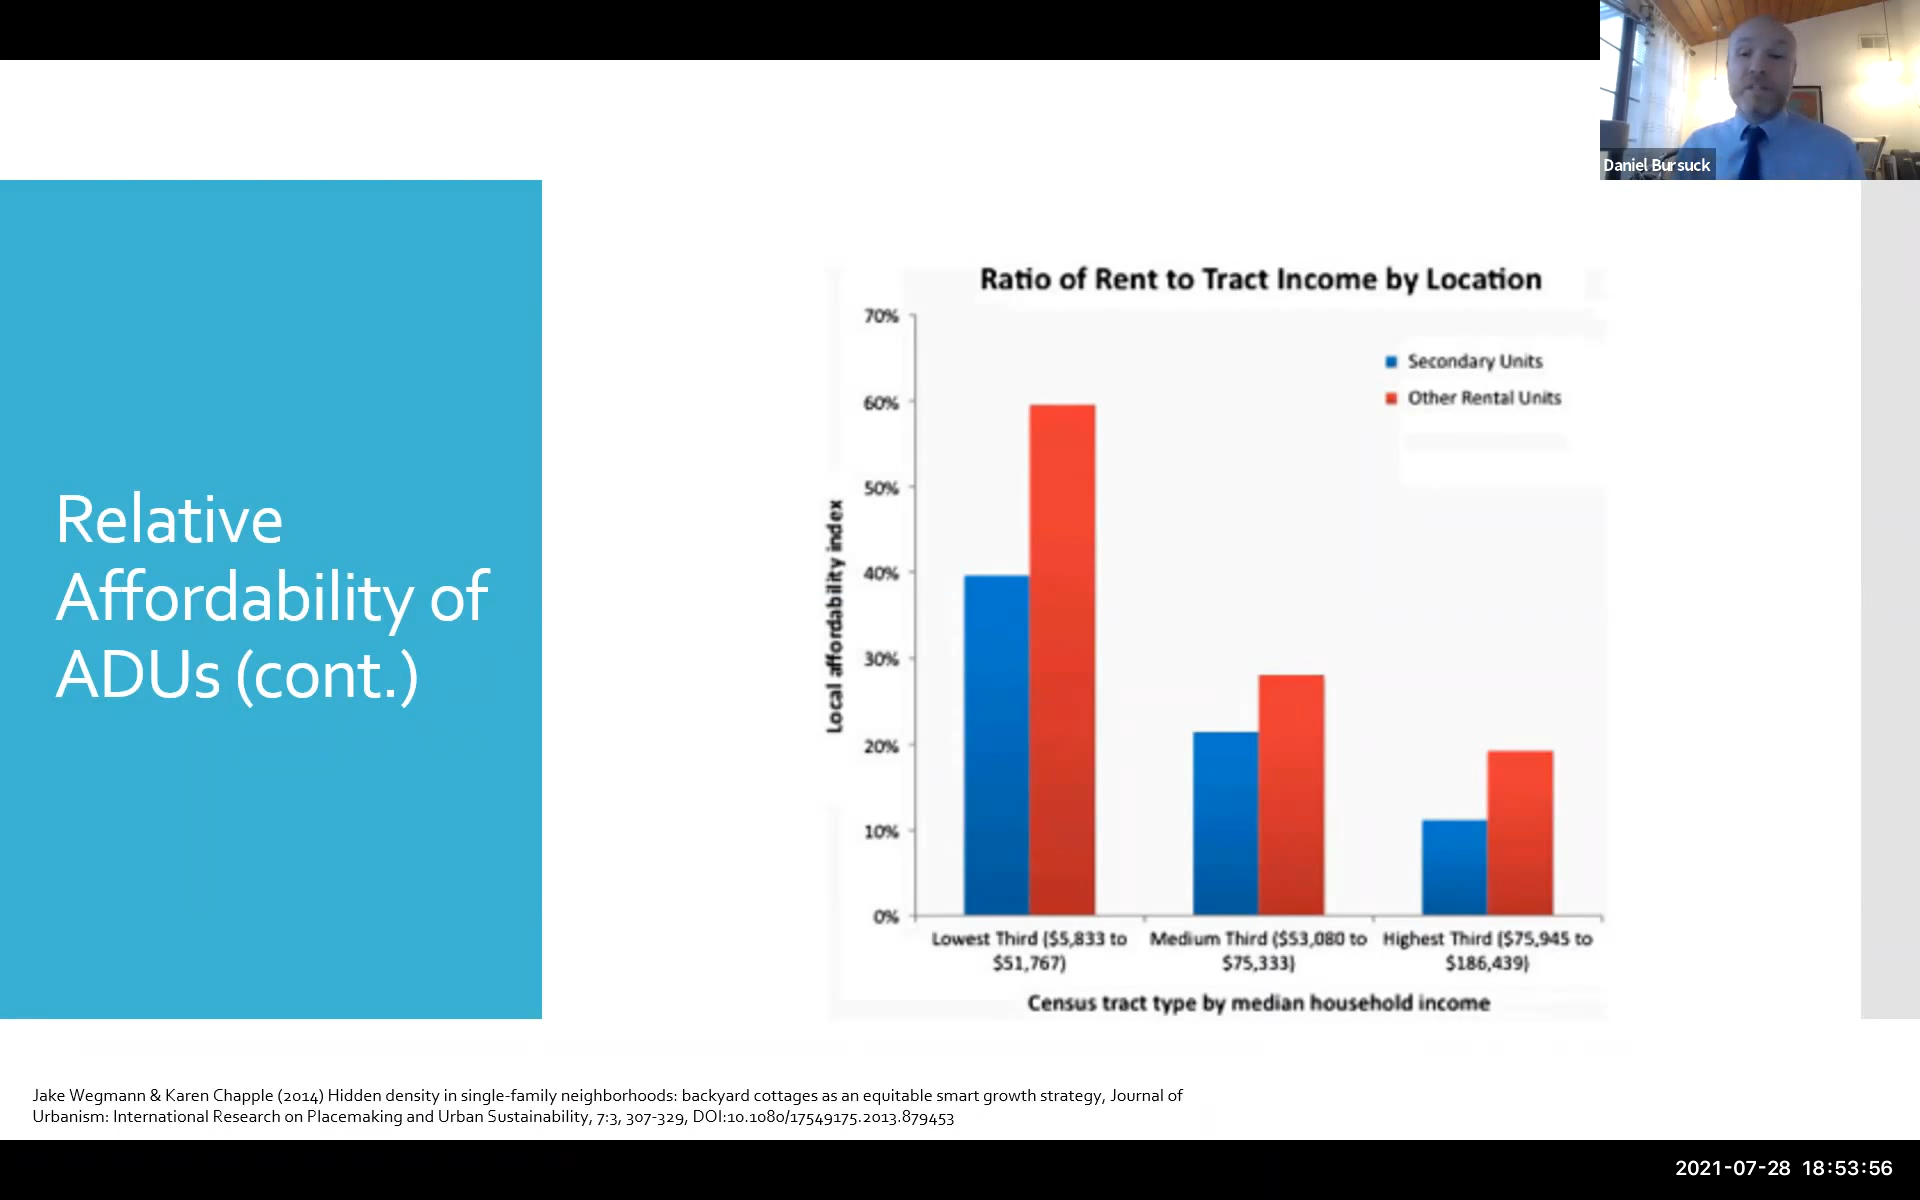 Daniel Bursuck
Relative
Affordability of
ADUs (cont.)
Ratio of Rent to Tract Income by Location
70%
60%
50%
40%
30%
20%
10%
0%
Local affordability index
Secondary Units
Other Rental Units
Lowest Third ($5,833 to
$51,767)
Medium Third ($53,080 to
$75,333)
Highest Third ($75,945 to
$186,439)
Census tract type by median household income
Jake Wegmann & Karen Chapple (2014) Hidden density in single-family neighborhoods: backyard cottages as an equitable smart growth strategy, Journal of
Urbanism: International Research on Placemaking and Urban Sustainability, 7:3, 307-329, DOI:10.1080/17549175.2013.879453
2021-07-28 18:53:56